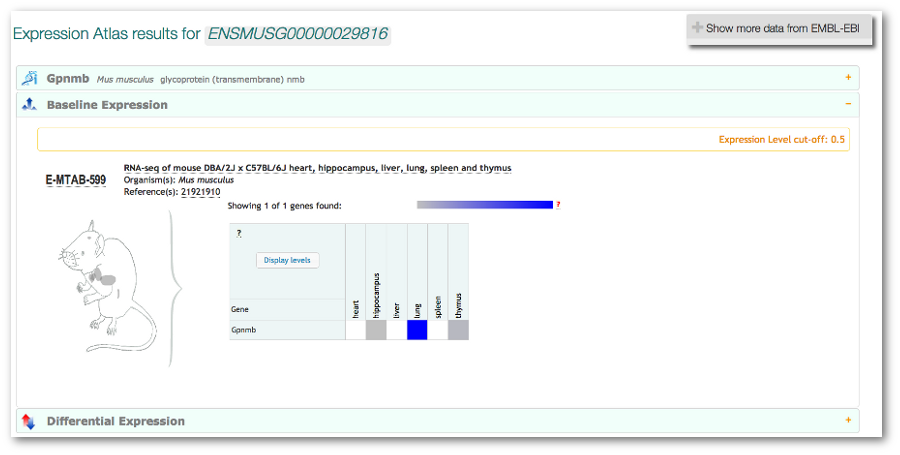 Expression Atlas results for ENSMUSG00000029816
+ Show more data from EMBL-EBI
Gpnmb Mus musculus glycoprotein (transmembrane) nmb +
Baseline Expression −
Expression Level cut-off: 0.5
E-MTAB-599
RNA-seq of mouse DBA/2J x C57BL/6J heart, hippocampus, liver, lung, spleen and thymus
Organism(s): Mus musculus
Reference(s): 21921910
Showing 1 of 1 genes found: ?
?
Display levels
Gene
heart
hippocampus
liver
lung
spleen
thymus
Gpnmb
Differential Expression +